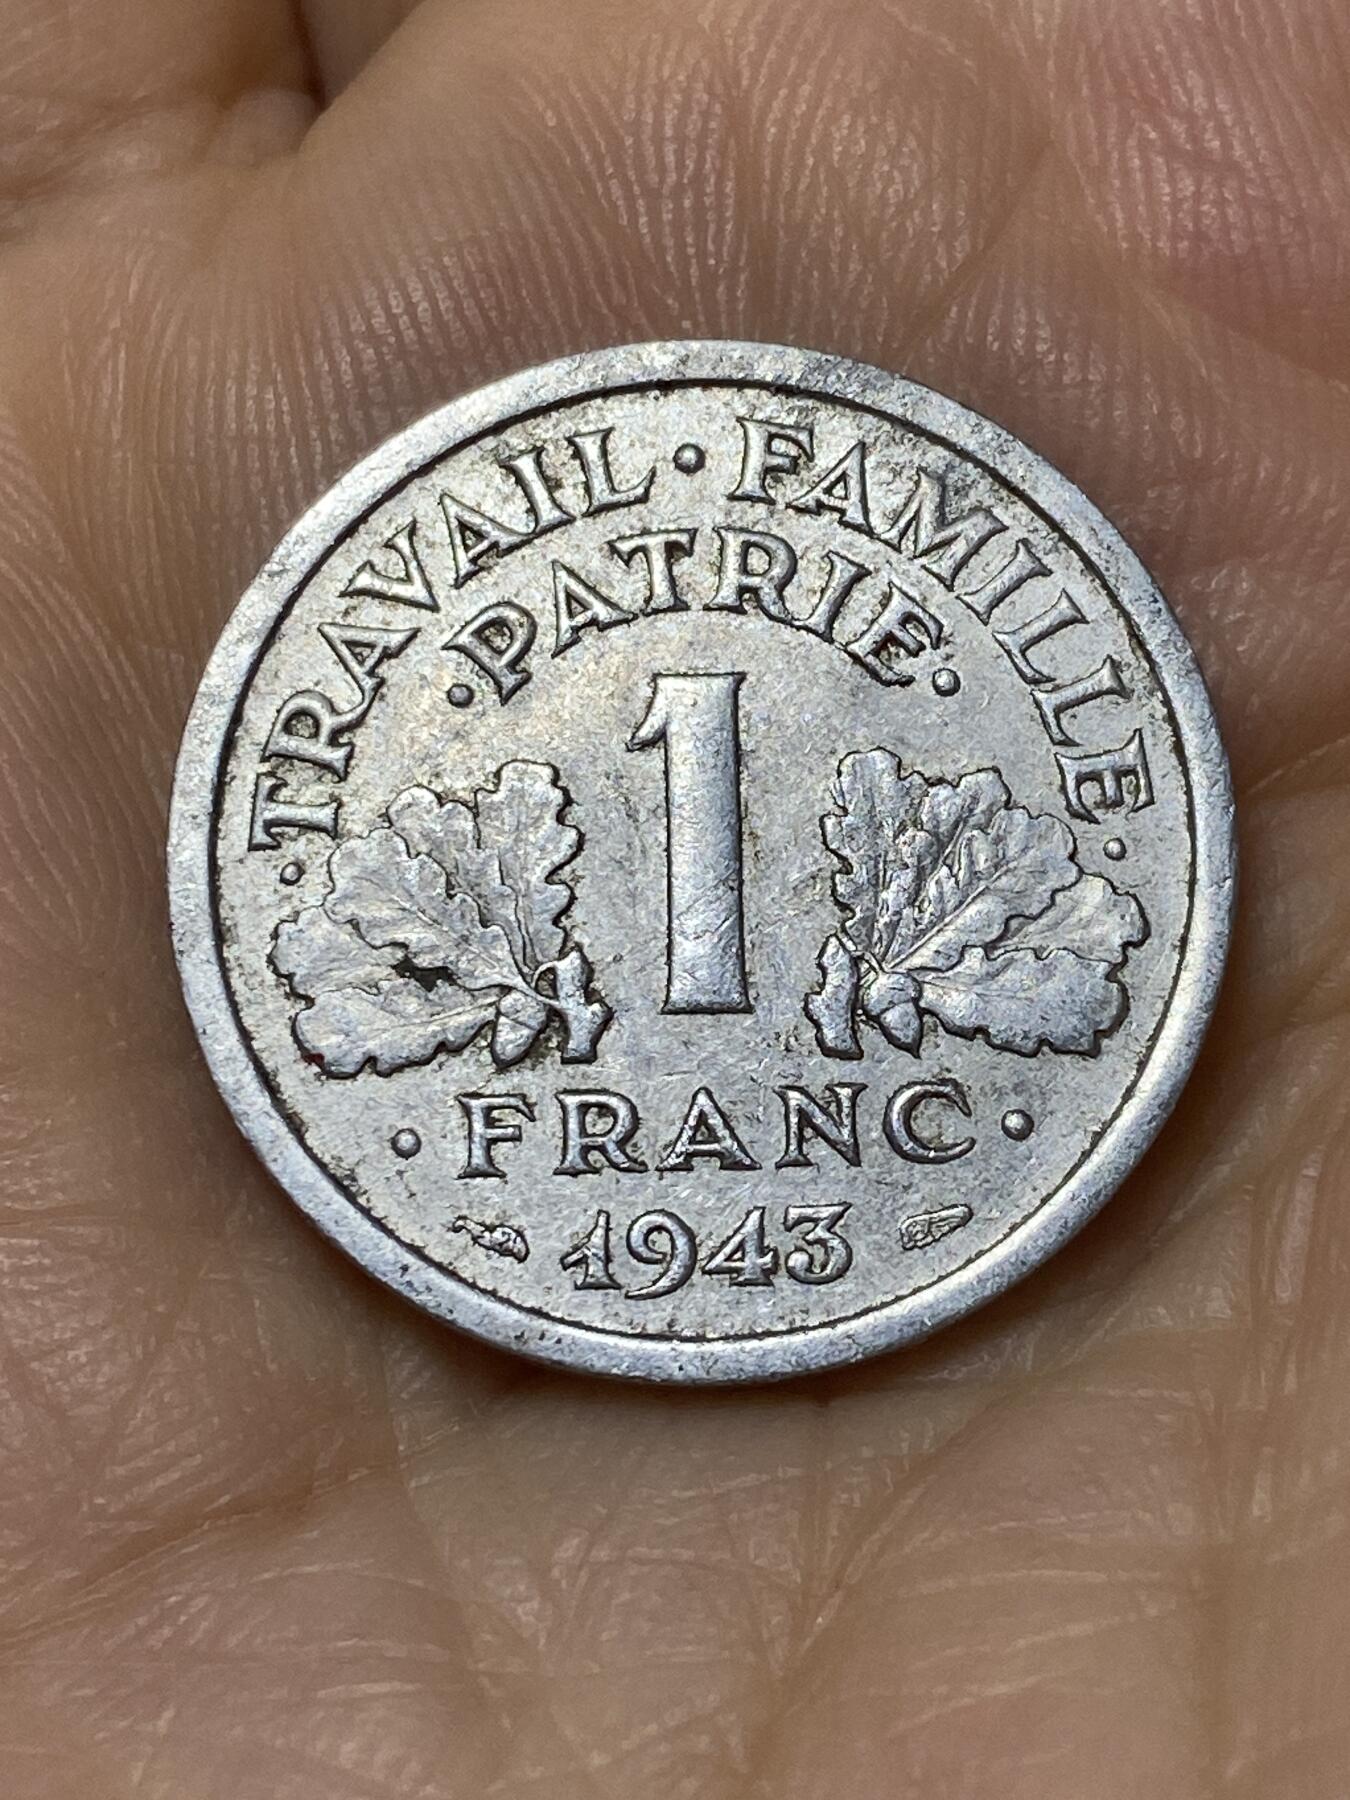 · TRAVAIL · FAMILLE ·
· PATRIE ·
1
· FRANC ·
1943